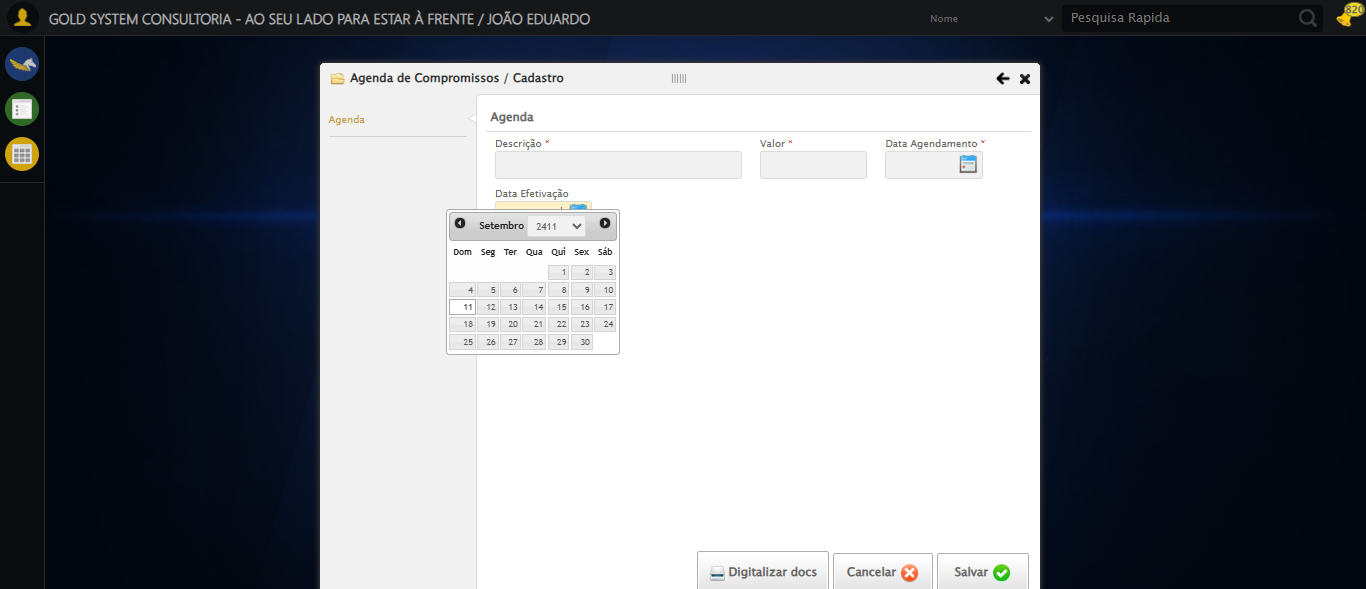 GOLD SYSTEM CONSULTORIA - AO SEU LADO PARA ESTAR À FRENTE / JOÃO EDUARDO
Nome
Pesquisa Rapida
820
Agenda de Compromissos / Cadastro
Agenda
Agenda
Descrição *
Valor *
Data Agendamento *
Data Efetivação
Setembro 2411
Dom Seg Ter Qua Qui Sex Sáb
1 2 3
4 5 6 7 8 9 10
11 12 13 14 15 16 17
18 19 20 21 22 23 24
25 26 27 28 29 30
Digitalizar docs
Cancelar
Salvar